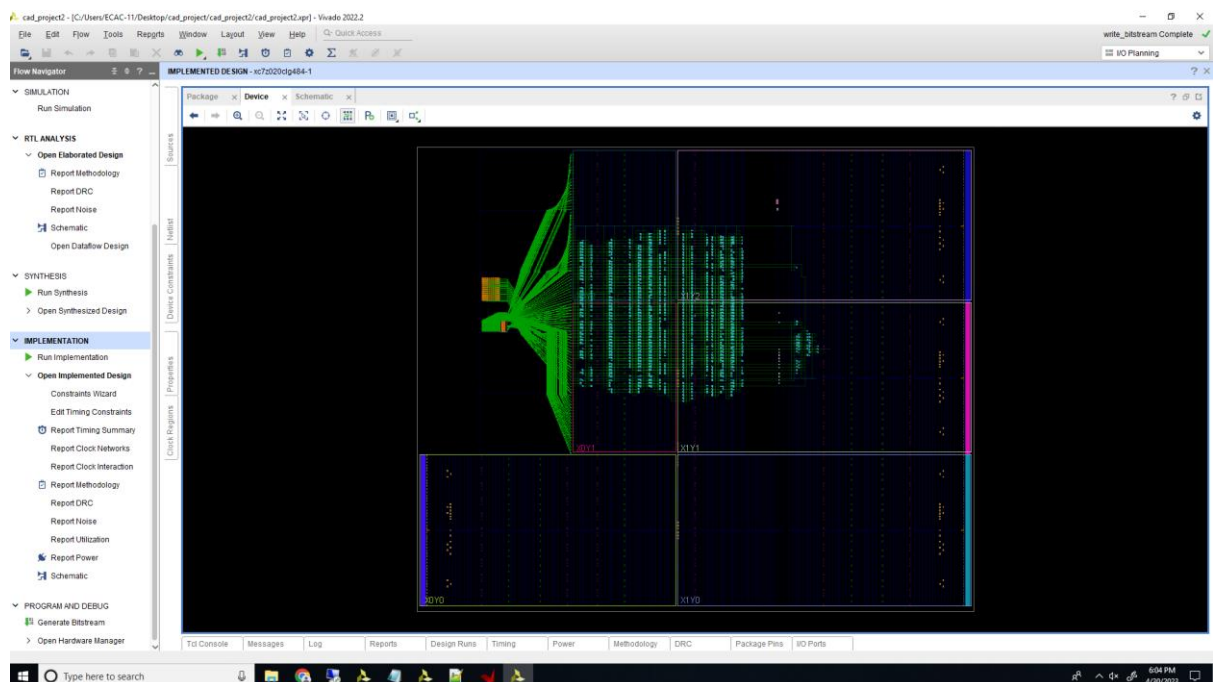 cad_project2 - [C:/Users/ECAC-11/Desktop/cad_project/cad_project2/cad_project2.xpr] - Vivado 2022.2
File Edit Flow Tools Reports Window Layout View Help Q- Quick Access
write_bitstream Complete
I/O Planning
Flow Navigator
IMPLEMENTED DESIGN - xc7z020clg484-1
SIMULATION
Run Simulation
RTL ANALYSIS
Open Elaborated Design
Report Methodology
Report DRC
Report Noise
Schematic
Open Dataflow Design
SYNTHESIS
Run Synthesis
Open Synthesized Design
IMPLEMENTATION
Run Implementation
Open Implemented Design
Constraints Wizard
Edit Timing Constraints
Report Timing Summary
Report Clock Networks
Report Clock Interaction
Report Methodology
Report DRC
Report Noise
Report Utilization
Report Power
Schematic
PROGRAM AND DEBUG
Generate Bitstream
Open Hardware Manager
Sources
Netlist
Device Constraints
Properties
Clock Regions
Package Device Schematic
X1Y2
X0Y1 X1Y1
X0Y0 X1Y0
Tcl Console Messages Log Reports Design Runs Timing Power Methodology DRC Package Pins I/O Ports
Type here to search
6:04 PM
4/20/2023